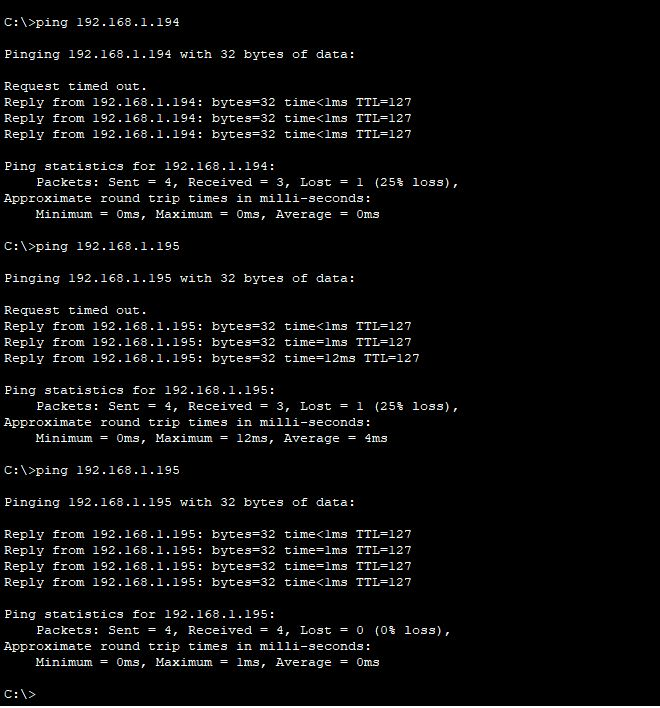 C:\>ping 192.168.1.194
Pinging 192.168.1.194 with 32 bytes of data:
Request timed out.
Reply from 192.168.1.194: bytes=32 time<1ms TTL=127
Reply from 192.168.1.194: bytes=32 time<1ms TTL=127
Reply from 192.168.1.194: bytes=32 time<1ms TTL=127
Ping statistics for 192.168.1.194:
    Packets: Sent = 4, Received = 3, Lost = 1 (25% loss),
Approximate round trip times in milli-seconds:
    Minimum = 0ms, Maximum = 0ms, Average = 0ms
C:\>ping 192.168.1.195
Pinging 192.168.1.195 with 32 bytes of data:
Request timed out.
Reply from 192.168.1.195: bytes=32 time<1ms TTL=127
Reply from 192.168.1.195: bytes=32 time=1ms TTL=127
Reply from 192.168.1.195: bytes=32 time=12ms TTL=127
Ping statistics for 192.168.1.195:
    Packets: Sent = 4, Received = 3, Lost = 1 (25% loss),
Approximate round trip times in milli-seconds:
    Minimum = 0ms, Maximum = 12ms, Average = 4ms
C:\>ping 192.168.1.195
Pinging 192.168.1.195 with 32 bytes of data:
Reply from 192.168.1.195: bytes=32 time<1ms TTL=127
Reply from 192.168.1.195: bytes=32 time=1ms TTL=127
Reply from 192.168.1.195: bytes=32 time=1ms TTL=127
Reply from 192.168.1.195: bytes=32 time<1ms TTL=127
Ping statistics for 192.168.1.195:
    Packets: Sent = 4, Received = 4, Lost = 0 (0% loss),
Approximate round trip times in milli-seconds:
    Minimum = 0ms, Maximum = 1ms, Average = 0ms
C:\>